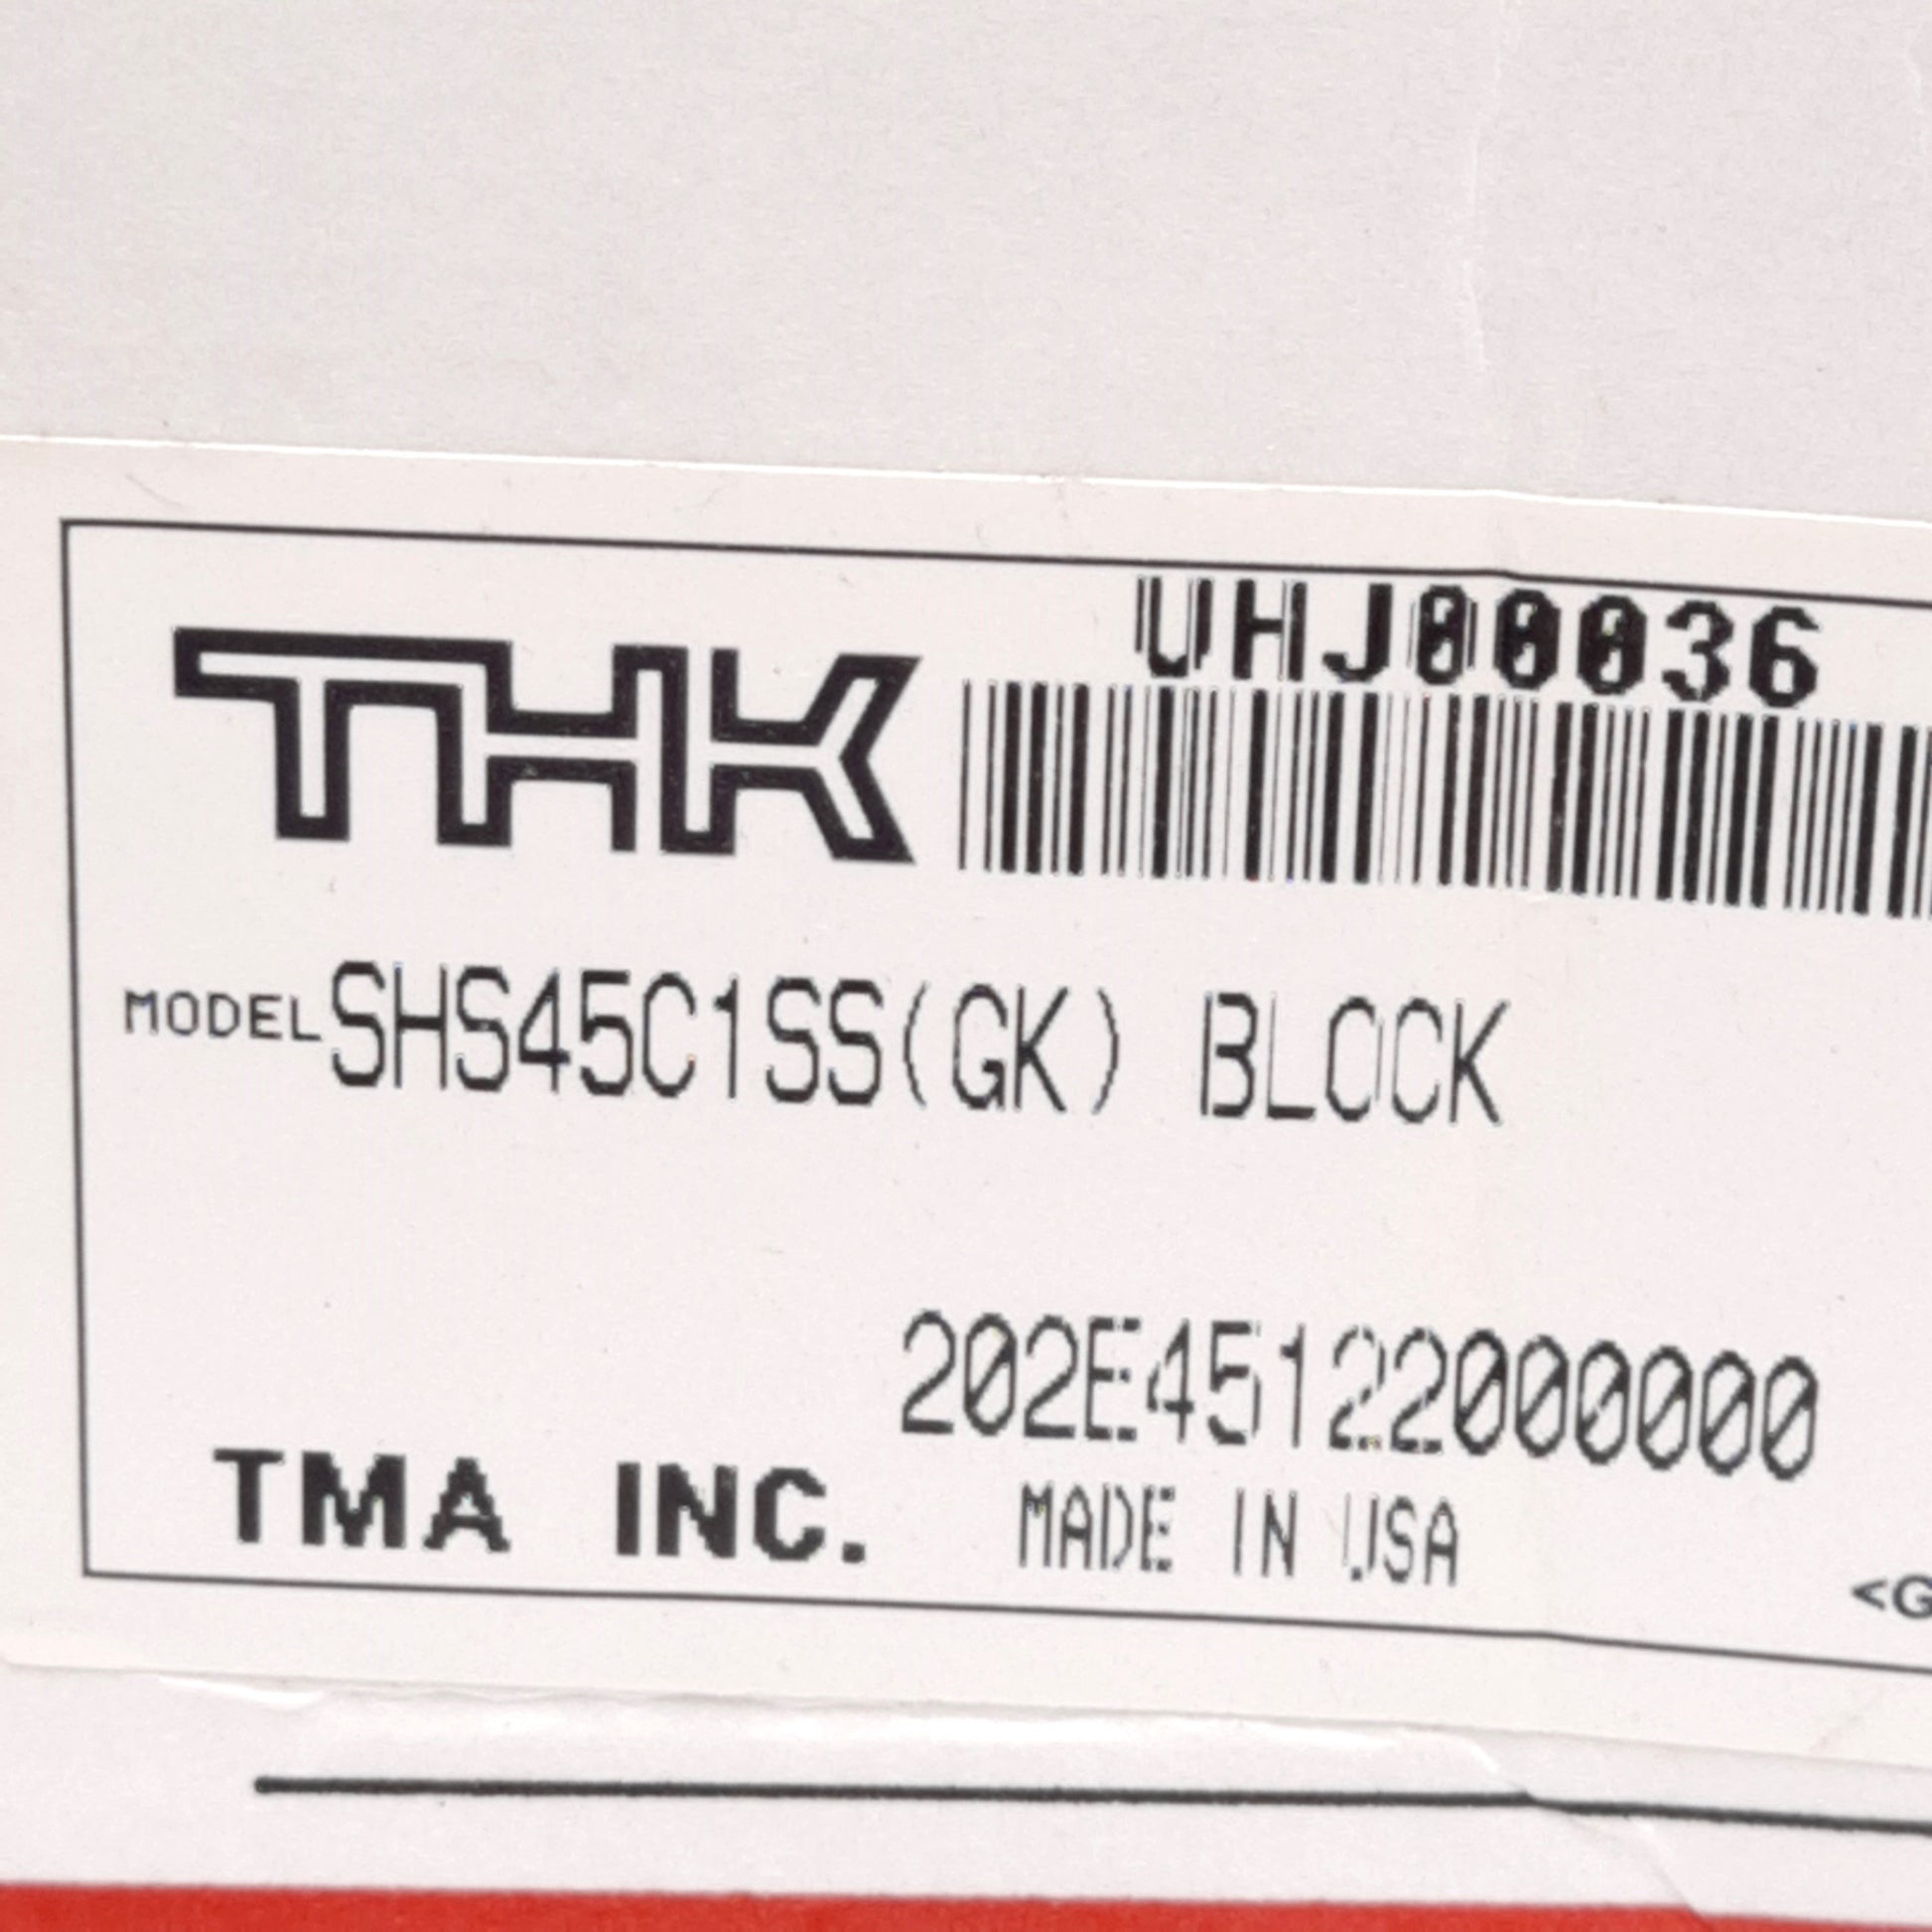 THK
UHJ00036
MODEL SHS45C1SS(GK) BLOCK
202E45122000000
TMA INC. MADE IN USA
<G